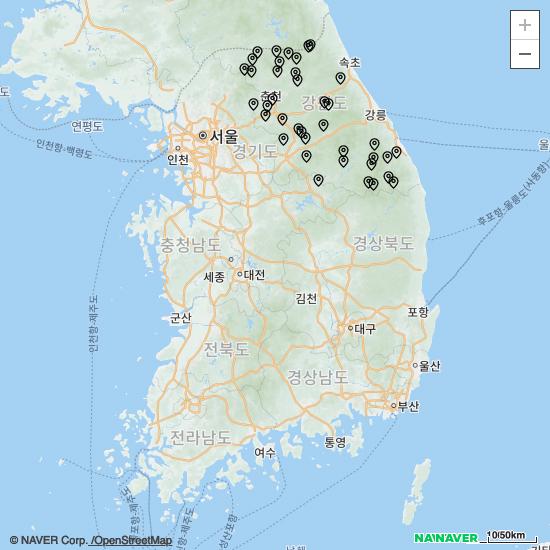 +
−
속초
춘천
강원도
연평도
강릉
인천항-백령도
서울
인천
경기도
울
후포항-울릉도(사동항)
충청남도
경상북도
세종
대전
김천
군산
포항
인천항-제주도
전북도
대구
경상남도
울산
부산
전라남도
통영
여수
© NAVER Corp. /OpenStreetMap
NAVER
10/50km